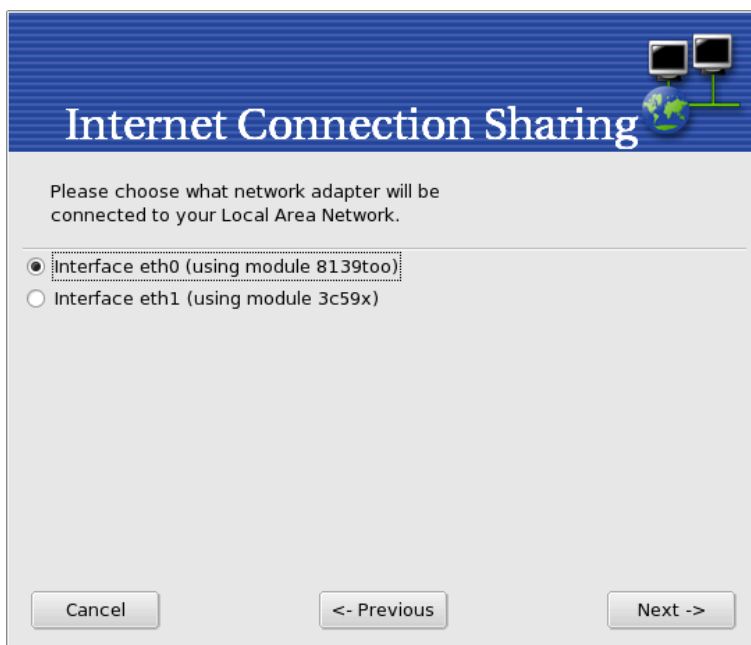 Internet Connection Sharing
Please choose what network adapter will be
connected to your Local Area Network.
Interface eth0 (using module 8139too)
Interface eth1 (using module 3c59x)
Cancel
<- Previous
Next ->